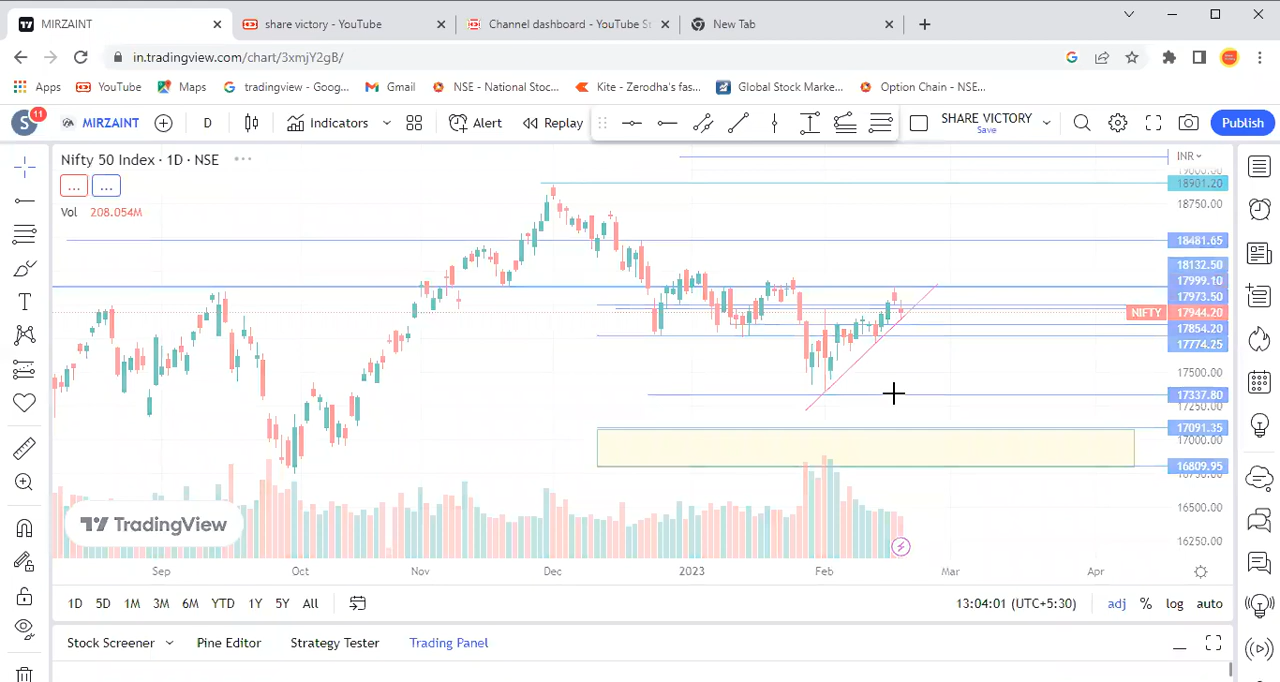 MIRZAINT
share victory - YouTube
Channel dashboard - YouTube St
New Tab
in.tradingview.com/chart/3xmjY2gB/
Apps
YouTube
Maps
tradingview - Goog...
Gmail
NSE - National Stoc...
Kite - Zerodha's fas...
Global Stock Marke...
Option Chain - NSE...
S
11
MIRZAINT
D
Indicators
Alert
Replay
SHARE VICTORY
Save
Publish
Nifty 50 Index · 1D · NSE
INR
Vol 208.054M
18901.20
18750.00
18481.65
18132.50
17999.10
17973.50
NIFTY 17944.20
17854.20
17774.25
17500.00
17337.80
17250.00
17091.35
17000.00
16809.95
16500.00
16250.00
TradingView
Sep
Oct
Nov
Dec
2023
Feb
Mar
Apr
1D
5D
1M
3M
6M
YTD
1Y
5Y
All
13:04:01 (UTC+5:30)
adj
%
log
auto
Stock Screener
Pine Editor
Strategy Tester
Trading Panel